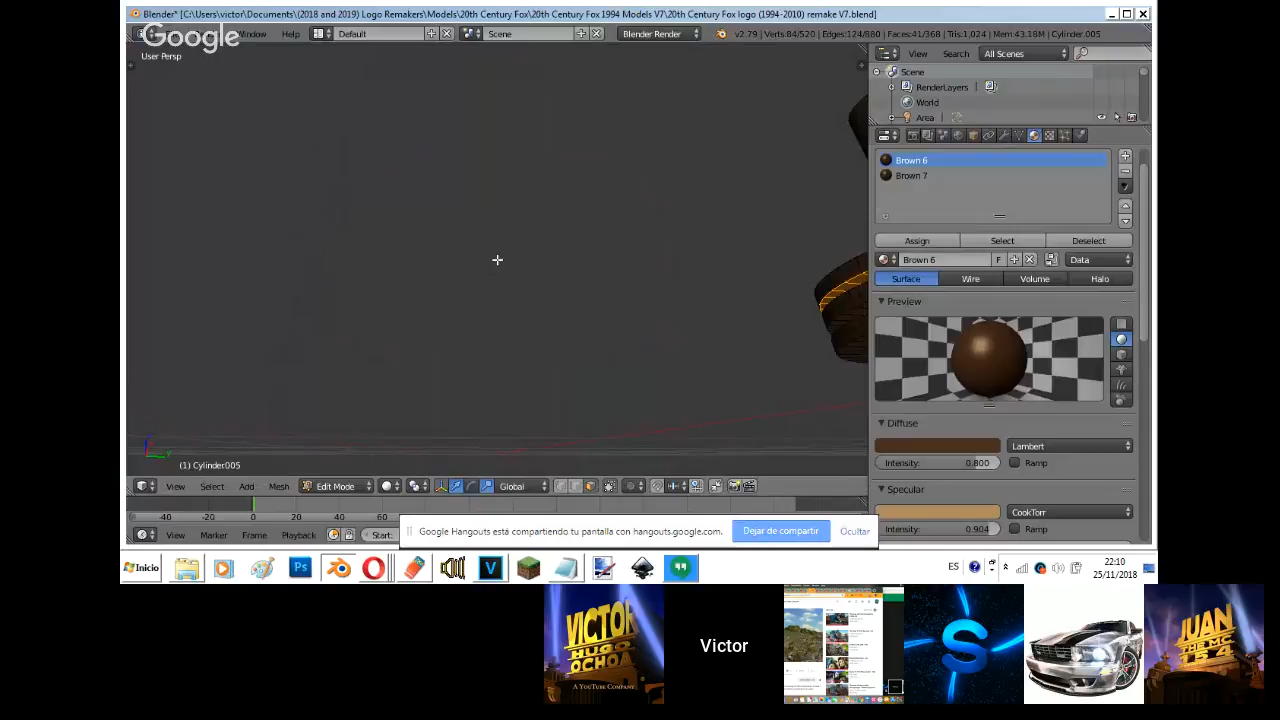 Blender* [C:\Users\victor\Documents\(2018 and 2019) Logo Remakers\Models\20th Century Fox\20th Century Fox 1994 Models V7\20th Century Fox logo (1994-2010) remake V7.blend]
Google
Window Help Default Scene Blender Render v2.79 | Verts:84/520 | Edges:124/880 | Faces:41/368 | Tris:1,024 | Mem:43.18M | Cylinder.005
User Persp
View Search All Scenes
Scene
RenderLayers
World
Area
Brown 6
Brown 7
Assign Select Deselect
Brown 6 F Data
Surface Wire Volume Halo
Preview
Diffuse
Lambert
Intensity: 0.800 Ramp
Specular
CookTorr
Intensity: 0.904 Ramp
(1) Cylinder.005
View Select Add Mesh Edit Mode Global
-40 -20 0 20 40 60
View Marker Frame Playback Start:
Google Hangouts está compartiendo tu pantalla con hangouts.google.com. Dejar de compartir Ocultar
Inicio Ps V ES 22:10
25/11/2018
VICTOR
HUGO
A YOUTUBE COMPANY
Victor
JUAN
THE